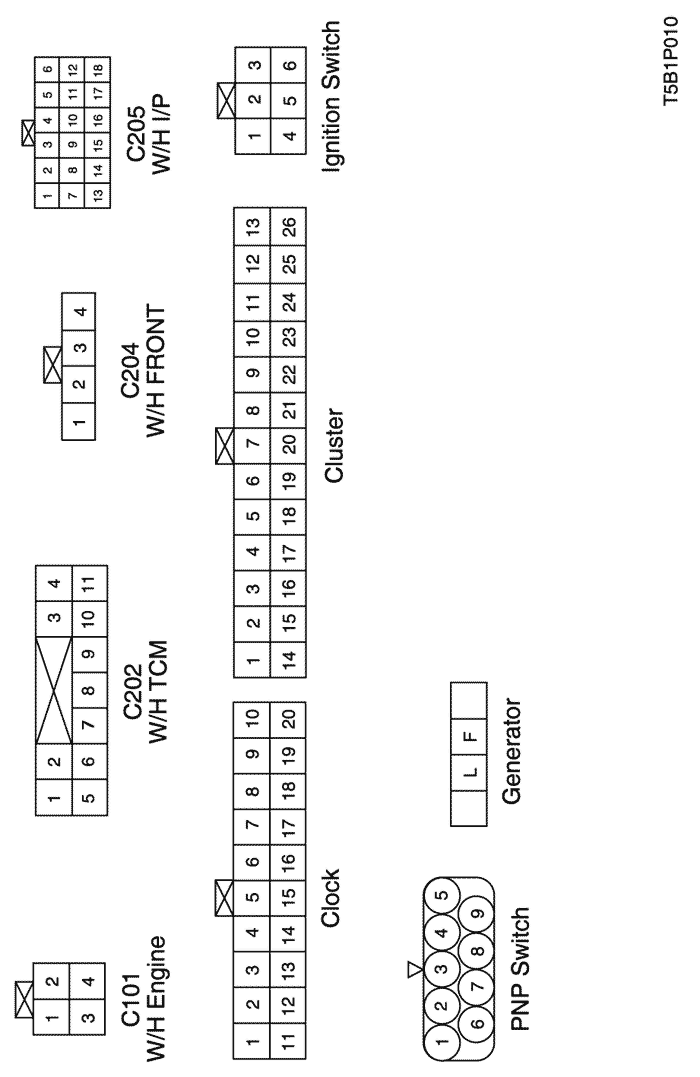 1 2
3 4
C101
W/H Engine
1 2 3 4
5 6 7 8 9 10 11
C202
W/H TCM
1 2 3 4
C204
W/H FRONT
1 2 3 4 5 6
7 8 9 10 11 12
13 14 15 16 17 18
C205
W/H I/P
1 2 3 4 5 6 7 8 9 10
11 12 13 14 15 16 17 18 19 20
Clock
1 2 3 4 5 6 7 8 9 10 11 12 13
14 15 16 17 18 19 20 21 22 23 24 25 26
Cluster
1 2 3
4 5 6
Ignition Switch
1 2 3 4 5
6 7 8 9
PNP Switch
L F
Generator
T5B1P010